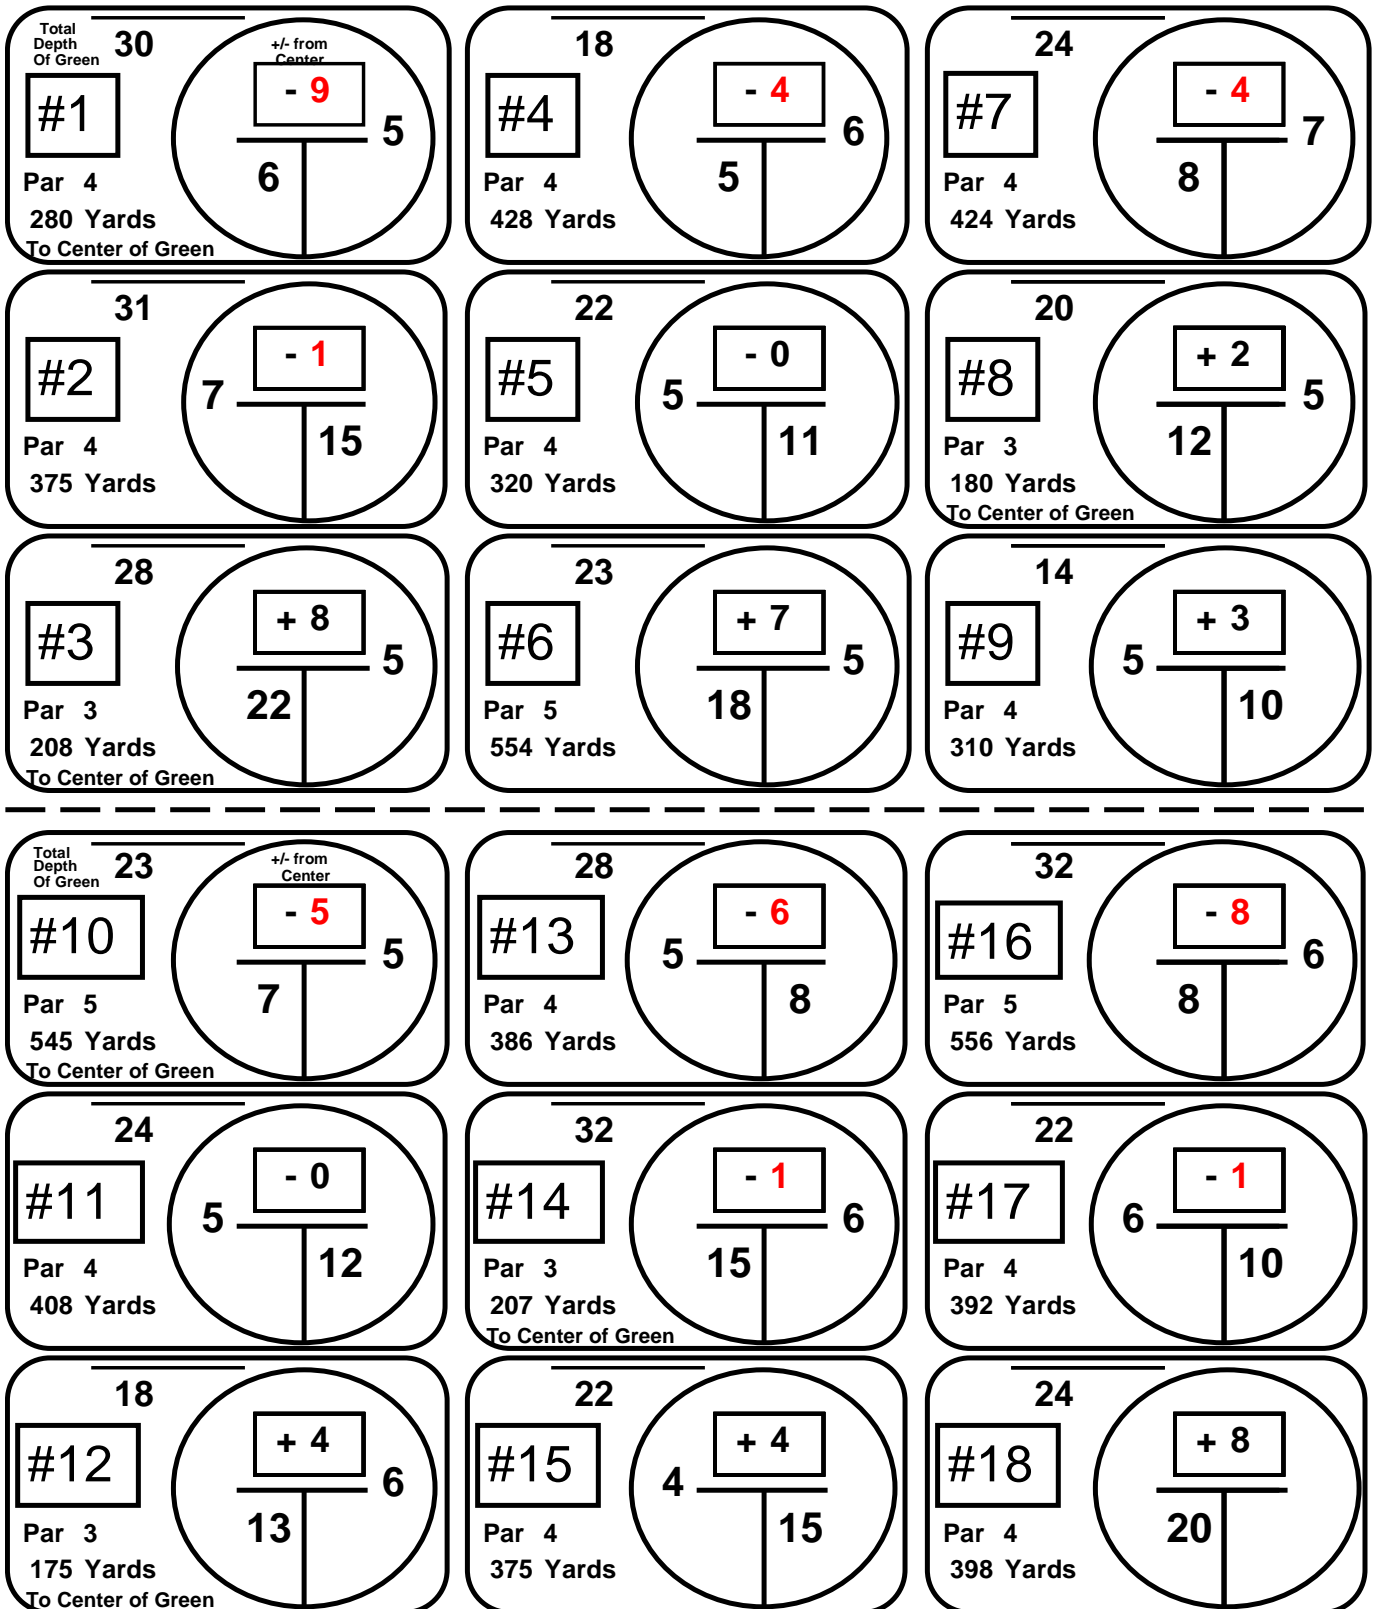 Total
Depth
Of Green
30
+/- from
Center
- 9
#1
5
6
Par 4
280 Yards
To Center of Green
18
- 4
#4
6
5
Par 4
428 Yards
24
- 4
#7
7
8
Par 4
424 Yards
31
- 1
#2
7
15
Par 4
375 Yards
22
- 0
#5
5
11
Par 4
320 Yards
20
+ 2
#8
5
12
Par 3
180 Yards
To Center of Green
28
+ 8
#3
5
22
Par 3
208 Yards
To Center of Green
23
+ 7
#6
5
18
Par 5
554 Yards
14
+ 3
#9
5
10
Par 4
310 Yards
Total
Depth
Of Green
23
+/- from
Center
- 5
#10
5
7
Par 5
545 Yards
To Center of Green
28
- 6
#13
5
8
Par 4
386 Yards
32
- 8
#16
6
8
Par 5
556 Yards
24
- 0
#11
5
12
Par 4
408 Yards
32
- 1
#14
6
15
Par 3
207 Yards
To Center of Green
22
- 1
#17
6
10
Par 4
392 Yards
18
+ 4
#12
6
13
Par 3
175 Yards
To Center of Green
22
+ 4
#15
4
15
Par 4
375 Yards
24
+ 8
#18
20
Par 4
398 Yards